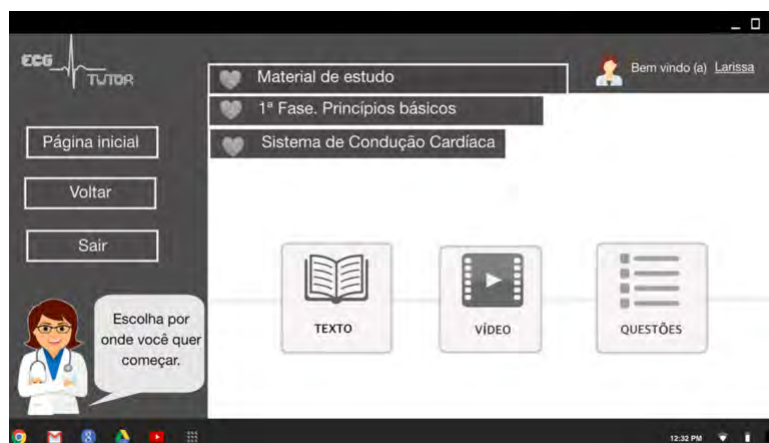 ECG
TUTOR
Material de estudo
Bem vindo (a) Larissa
1ª Fase. Princípios básicos
Sistema de Condução Cardíaca
Página inicial
Voltar
Sair
Escolha por
onde você quer
começar.
TEXTO
VÍDEO
QUESTÕES
12:32 PM